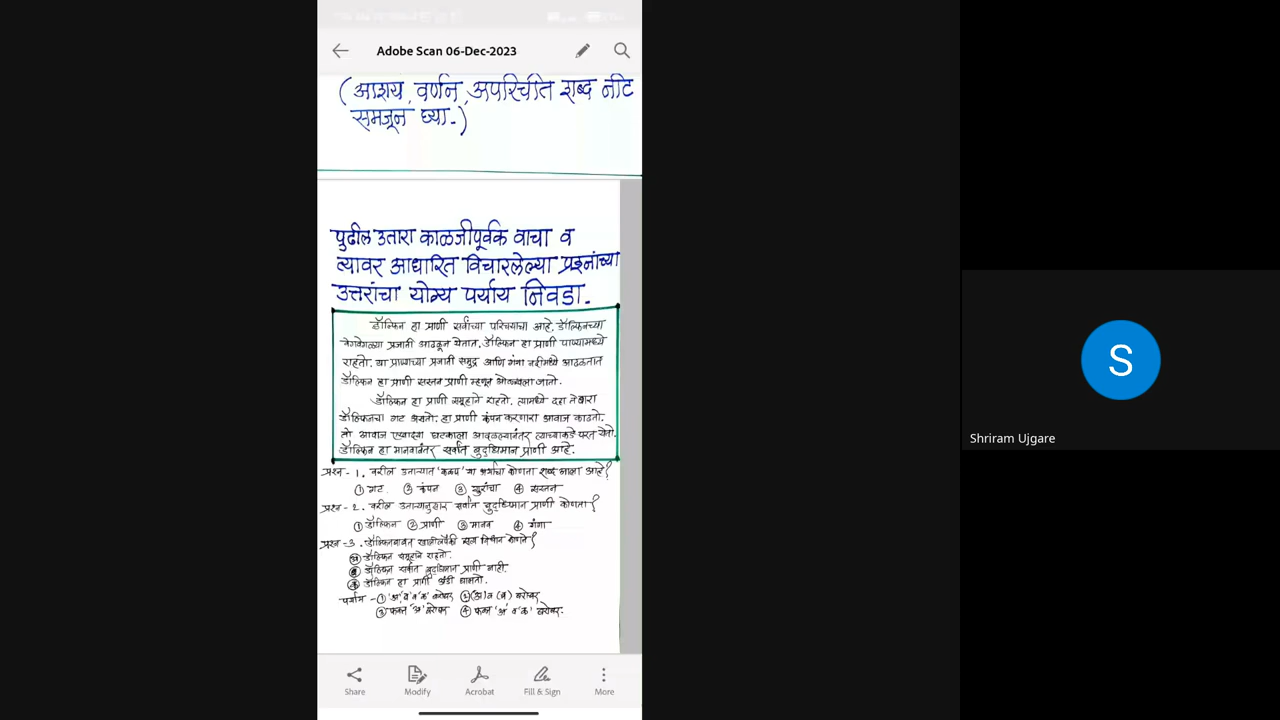 Adobe Scan 06-Dec-2023
(आशय, वर्णन, अपरिचित शब्द नीट
समजून घ्या.)
पुढील उतारा काळजीपूर्वक वाचा व
त्यावर आधारित विचारलेल्या प्रश्नांच्या
उत्तरांचा योग्य पर्याय निवडा.
डॉल्फिन हा प्राणी सर्वांच्या परिचयाचा आहे. डॉल्फिनच्या
वेगवेगळ्या प्रजाती आढळून येतात. डॉल्फिन हा प्राणी पाण्यामध्ये
राहतो. या प्राण्याच्या प्रजाती समुद्र आणि गंगा नदीमध्ये आढळतात
डॉल्फिन हा प्राणी सस्तन प्राणी म्हणून ओळखला जातो.
डॉल्फिन हा प्राणी समूहाने राहतो. त्यामध्ये दहा ते बारा
डॉल्फिनचा गट असतो. हा प्राणी कंपन करणारा आवाज काढतो.
तो आवाज एखाद्या घटकाला आदळल्यानंतर त्याच्याकडे परत येतो.
डॉल्फिन हा मानवानंतर सर्वात बुद्धिमान प्राणी आहे.
प्रश्न - 1. वरील उताऱ्यात 'कळप' या अर्थाचा कोणता शब्द आला आहे?
① गट ② कंपन ③ ④ सस्तन
प्रश्न - 2. वरील उताऱ्यानुसार सर्वात बुद्धिमान प्राणी कोणता?
① डॉल्फिन ② प्राणी ③ मानव ④ गंगा
प्रश्न - 3. डॉल्फिनबाबत खालीलपैकी सत्य विधान कोणते?
डॉल्फिन समूहाने राहतो.
डॉल्फिन सर्वात बुद्धिमान प्राणी नाही.
डॉल्फिन हा प्राणी अंडी घालतो.
पर्याय - ① 'अ', 'ब' व 'क' बरोबर ② (अ) व (ब) बरोबर
③ फक्त 'अ' बरोबर ④ फक्त 'अ' व 'क' बरोबर.
Share Modify Acrobat Fill & Sign More
S
Shriram Ujgare